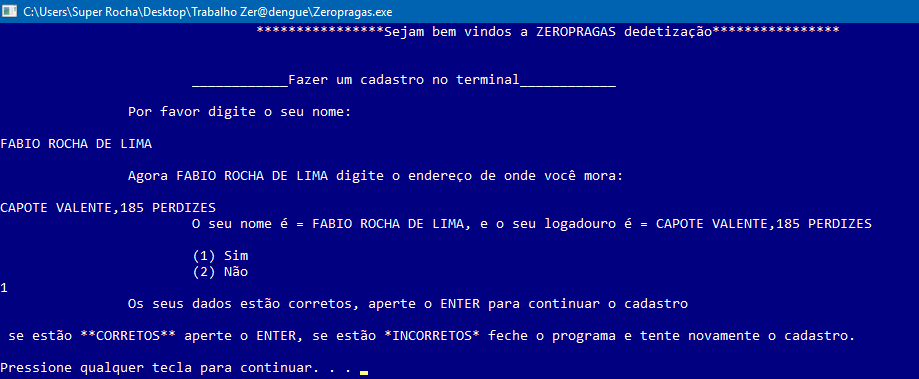 C:\Users\Super Rocha\Desktop\Trabalho Zer@dengue\Zeropragas.exe
****************Sejam bem vindos a ZEROPRAGAS dedetização****************
____________Fazer um cadastro no terminal____________
Por favor digite o seu nome:
FABIO ROCHA DE LIMA
Agora FABIO ROCHA DE LIMA digite o endereço de onde você mora:
CAPOTE VALENTE,185 PERDIZES
O seu nome é = FABIO ROCHA DE LIMA, e o seu logadouro é = CAPOTE VALENTE,185 PERDIZES
(1) Sim
(2) Não
1
Os seus dados estão corretos, aperte o ENTER para continuar o cadastro
se estão **CORRETOS** aperte o ENTER, se estão *INCORRETOS* feche o programa e tente novamente o cadastro.
Pressione qualquer tecla para continuar. . .